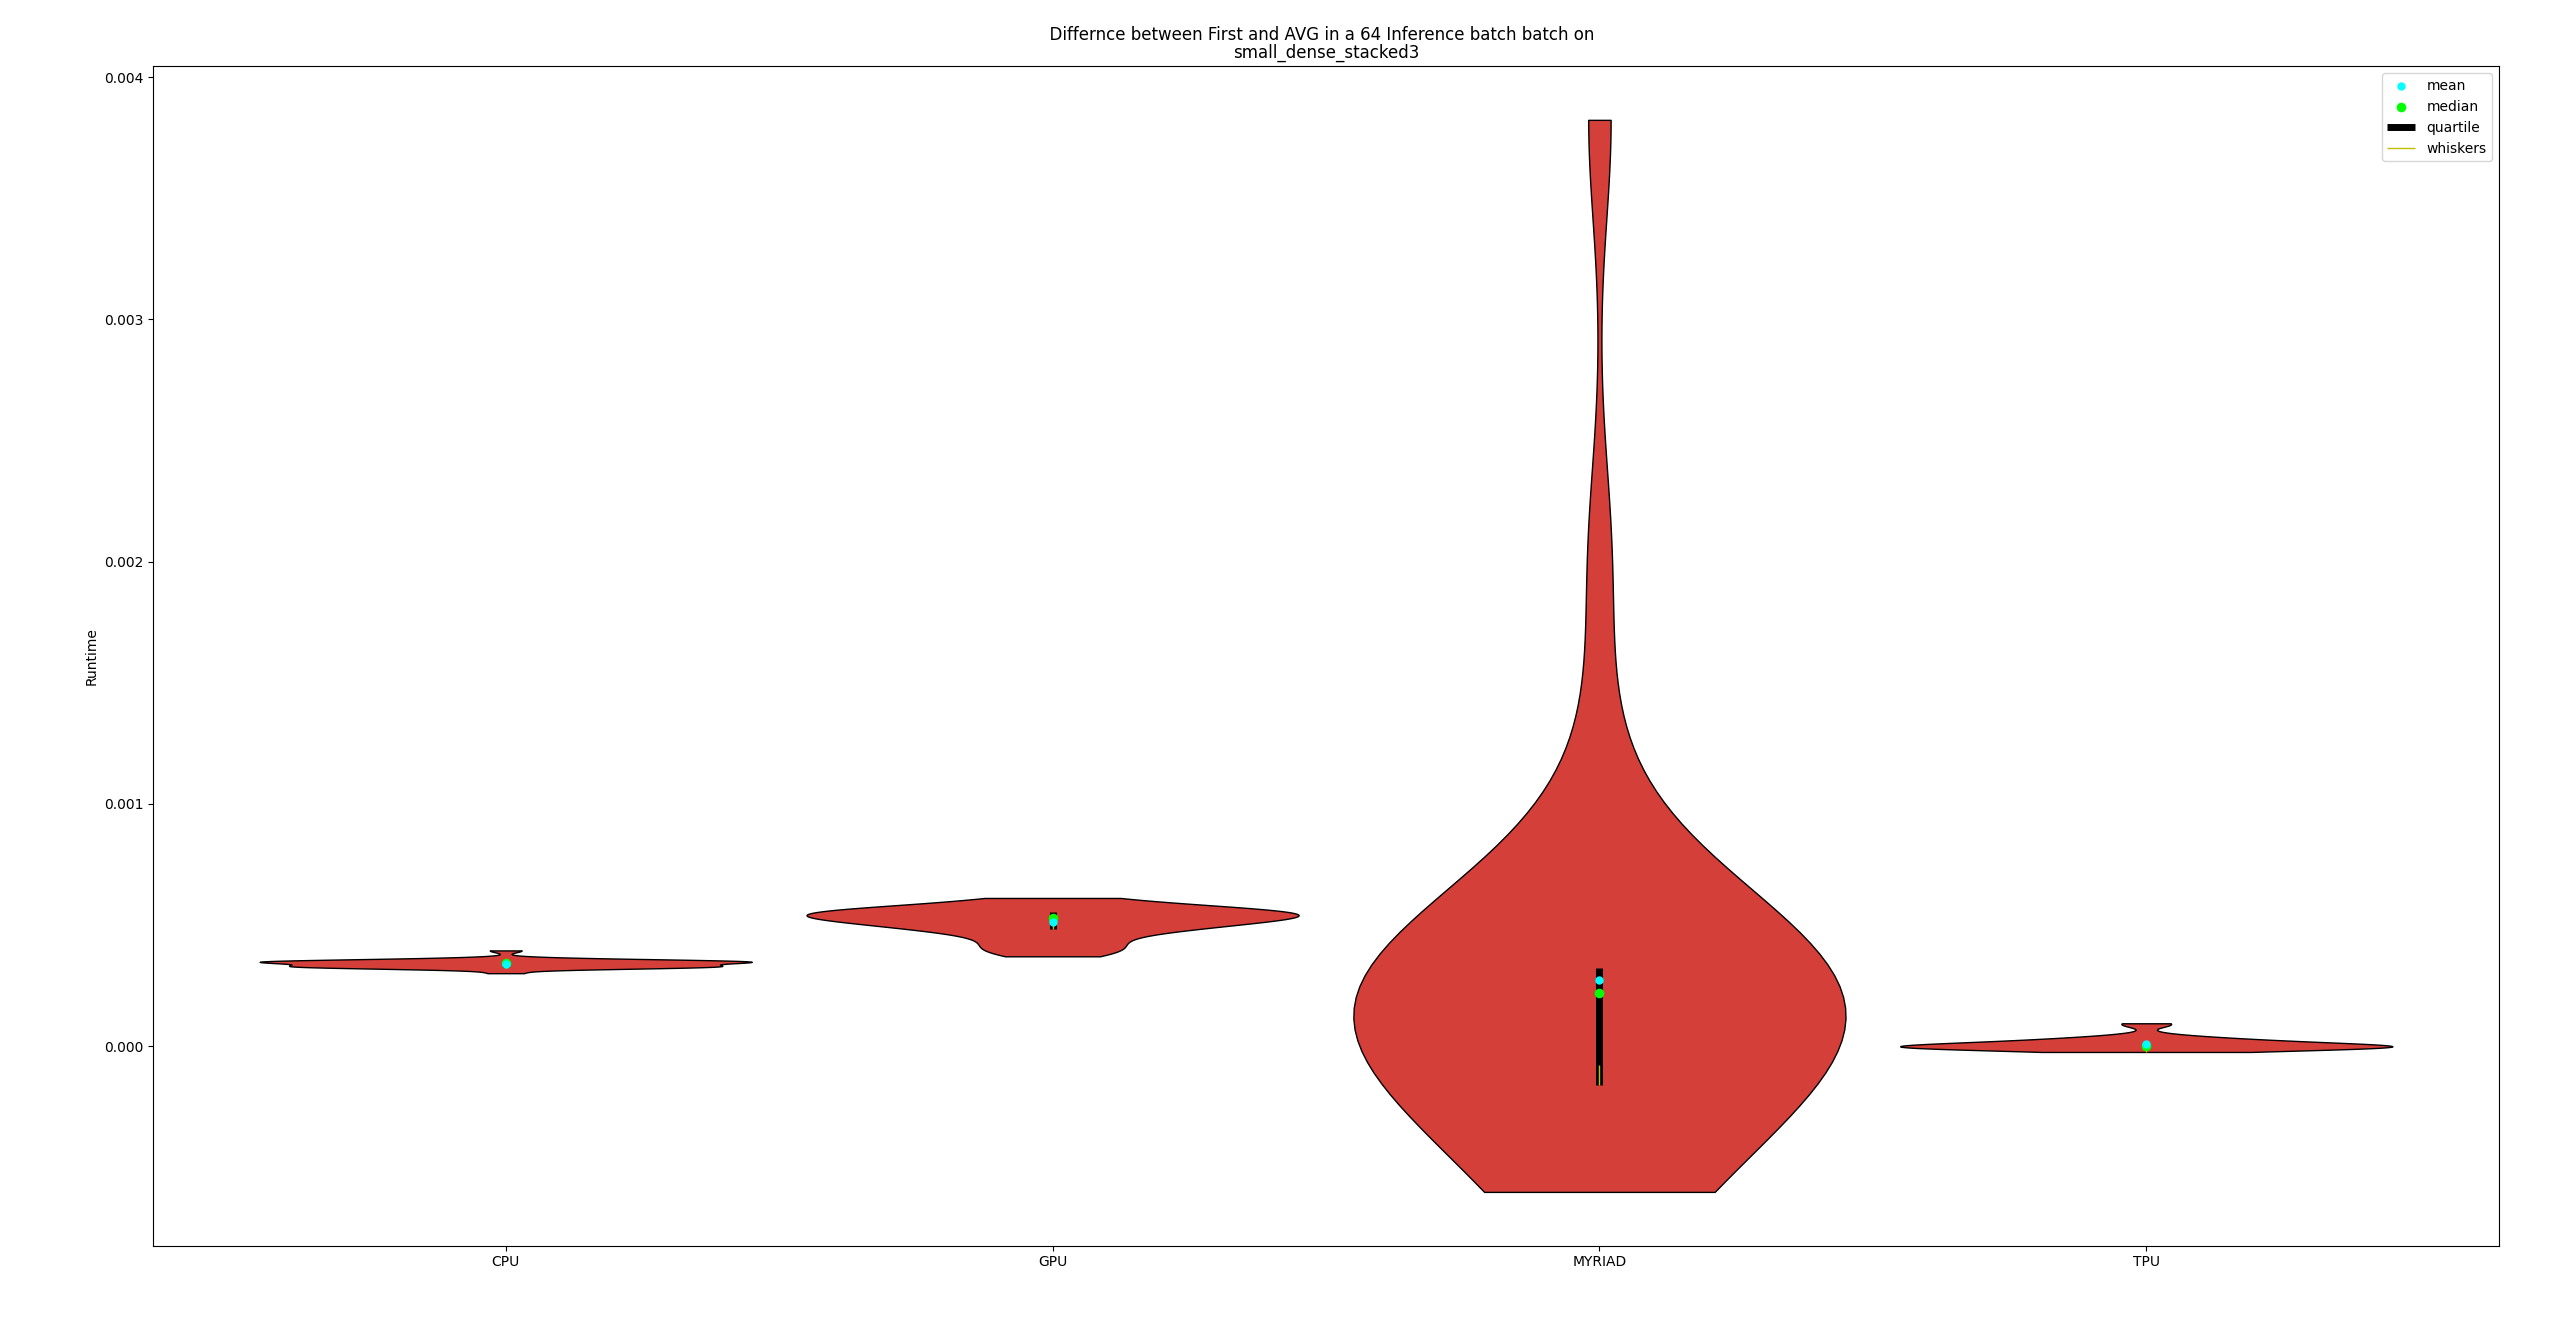 Differnce between First and AVG in a 64 Inference batch batch on
small_dense_stacked3
mean
median
quartile
whiskers
0.004
0.003
0.002
0.001
0.000
Runtime
CPU
GPU
MYRIAD
TPU